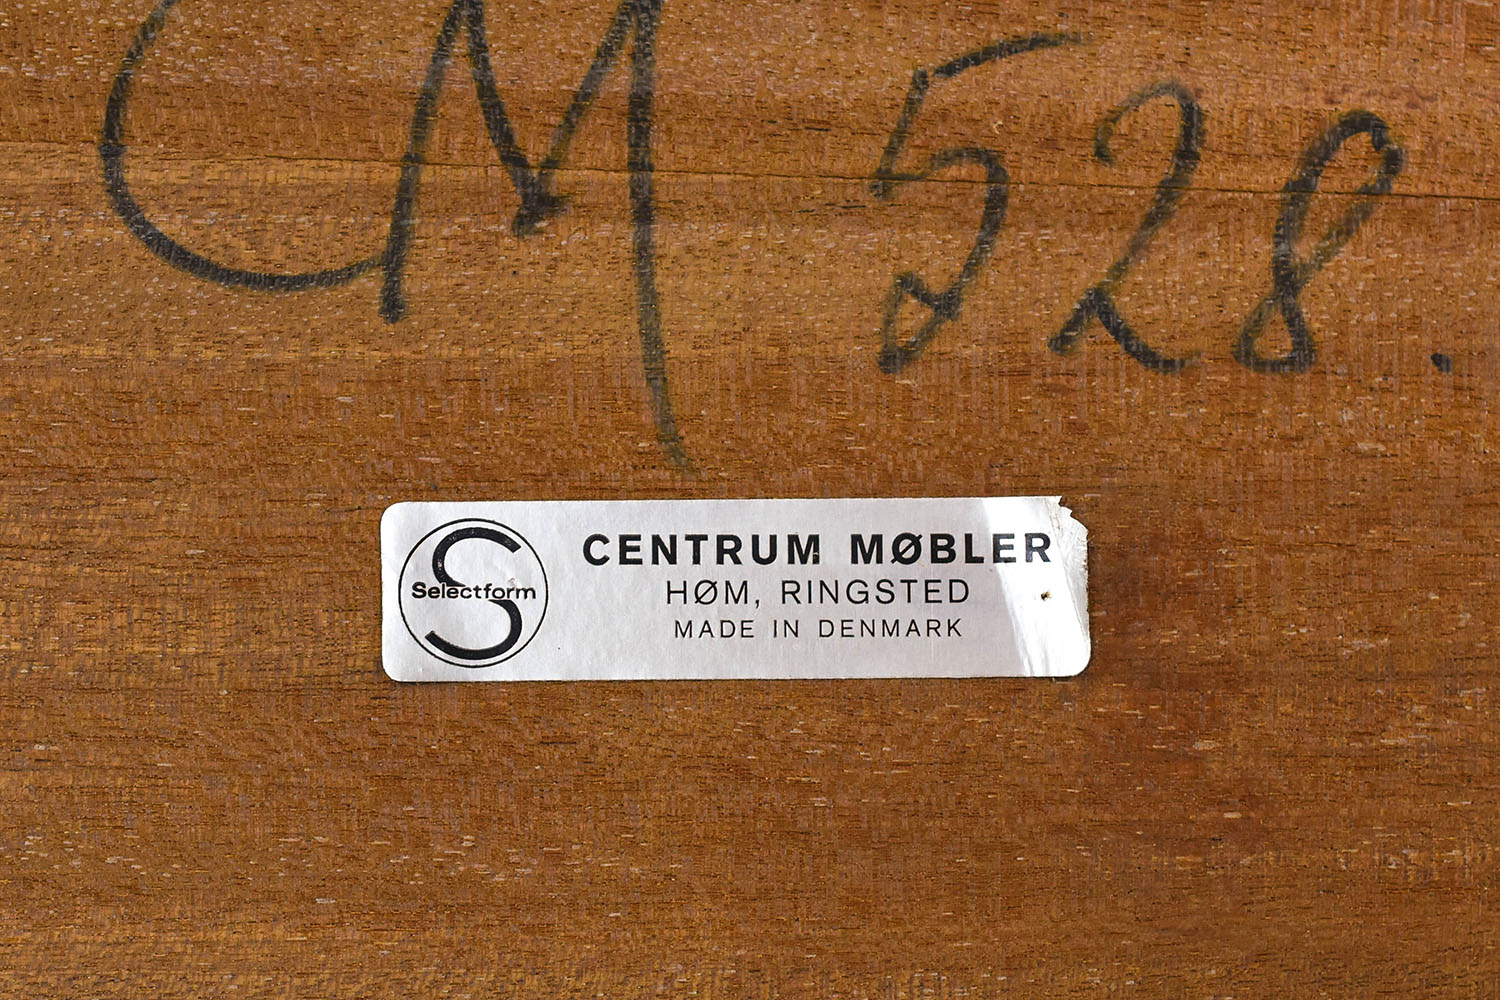 CM 528.
Selectform
CENTRUM MØBLER
HØM, RINGSTED
MADE IN DENMARK